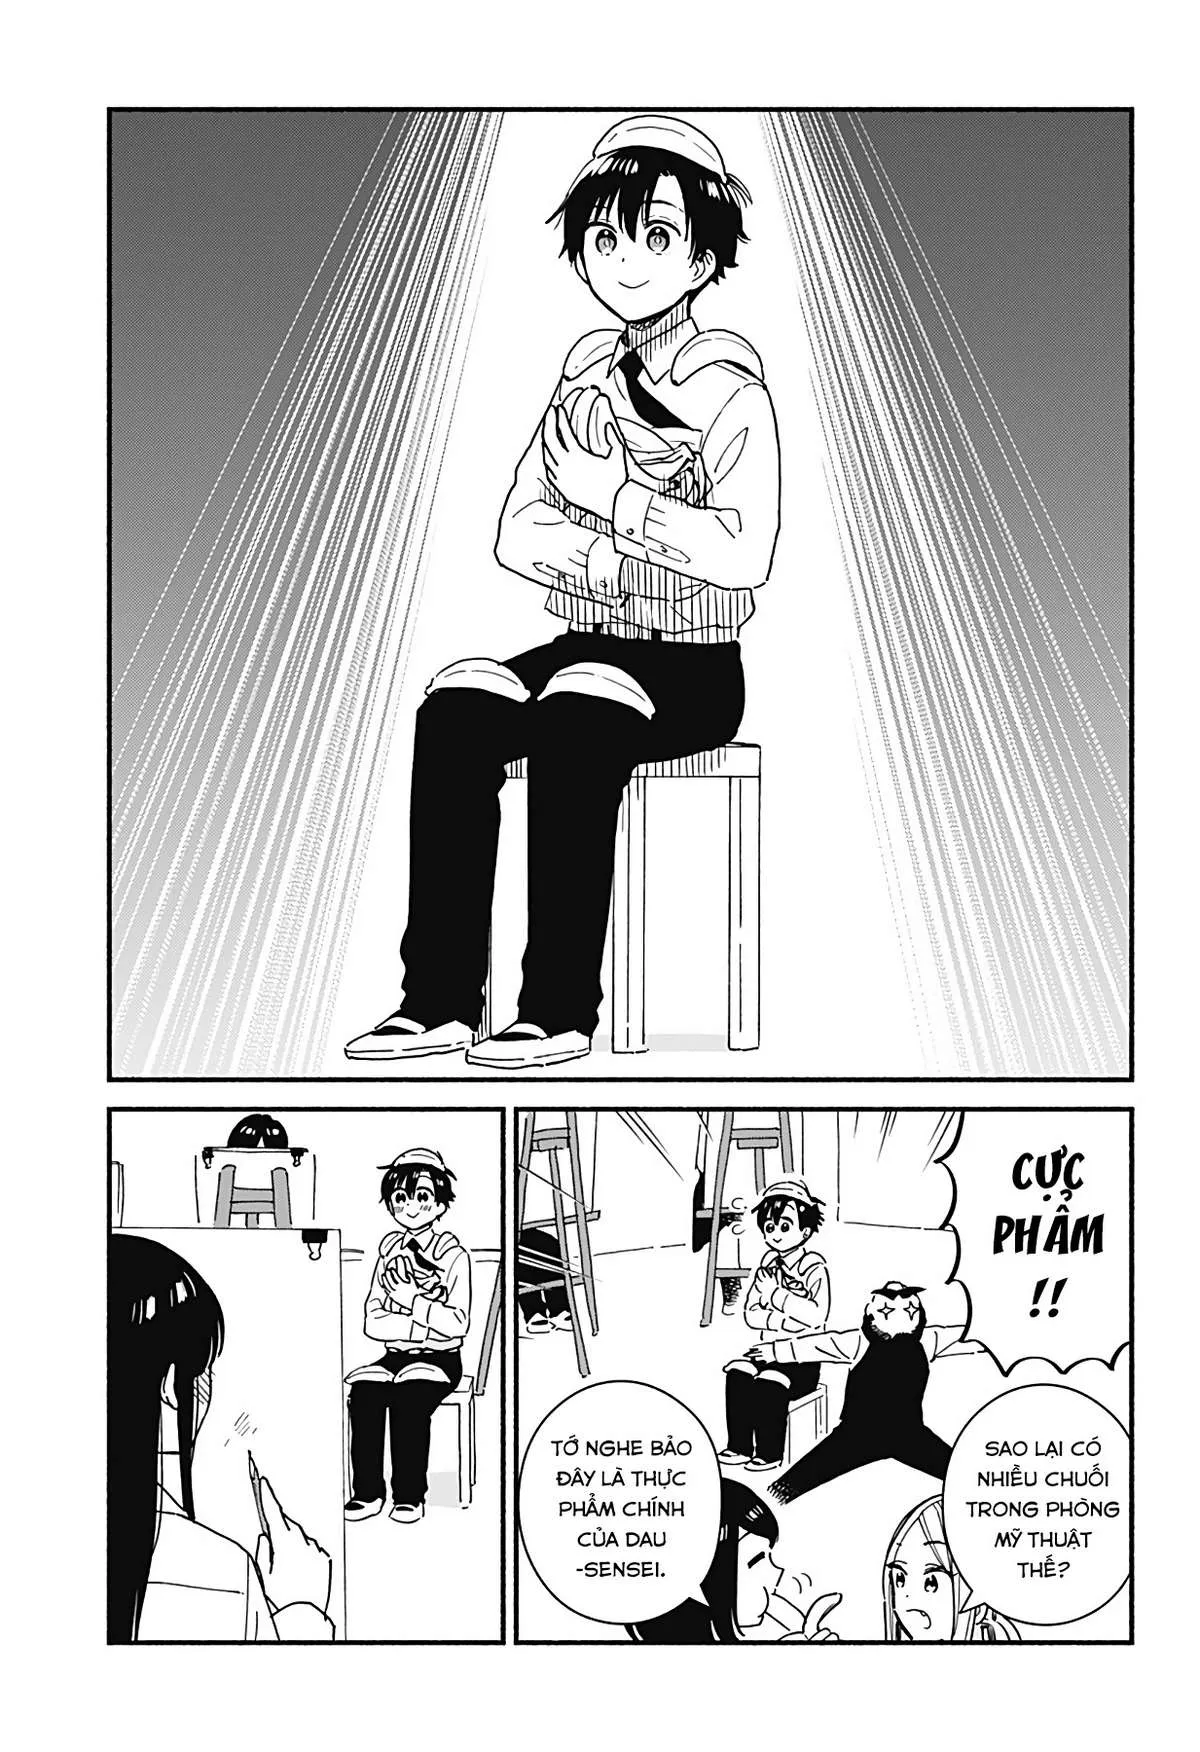 CỰC
PHẨM
!!
SAO LẠI CÓ
NHIỀU CHUỐI
TRONG PHÒNG
MỸ THUẬT
THẾ?
TỚ NGHE BẢO
ĐÂY LÀ THỰC
PHẨM CHÍNH
CỦA DAU
-SENSEI.